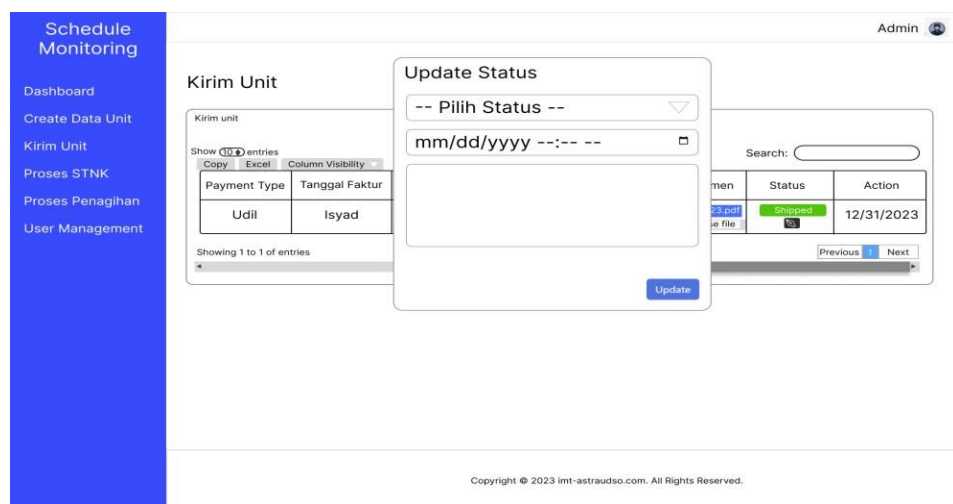 Schedule
Monitoring
Admin
Dashboard
Create Data Unit
Kirim Unit
Proses STNK
Proses Penagihan
User Management
Kirim Unit
Kirim unit
Show 10 entries
Copy Excel Column Visibility
Search:
Payment Type Tanggal Faktur men Status Action
Udil Isyad 23.pdf Shipped 12/31/2023
se file
Showing 1 to 1 of entries
Previous 1 Next
Update Status
-- Pilih Status --
mm/dd/yyyy --:-- --
Update
Copyright © 2023 imt-astraudso.com. All Rights Reserved.